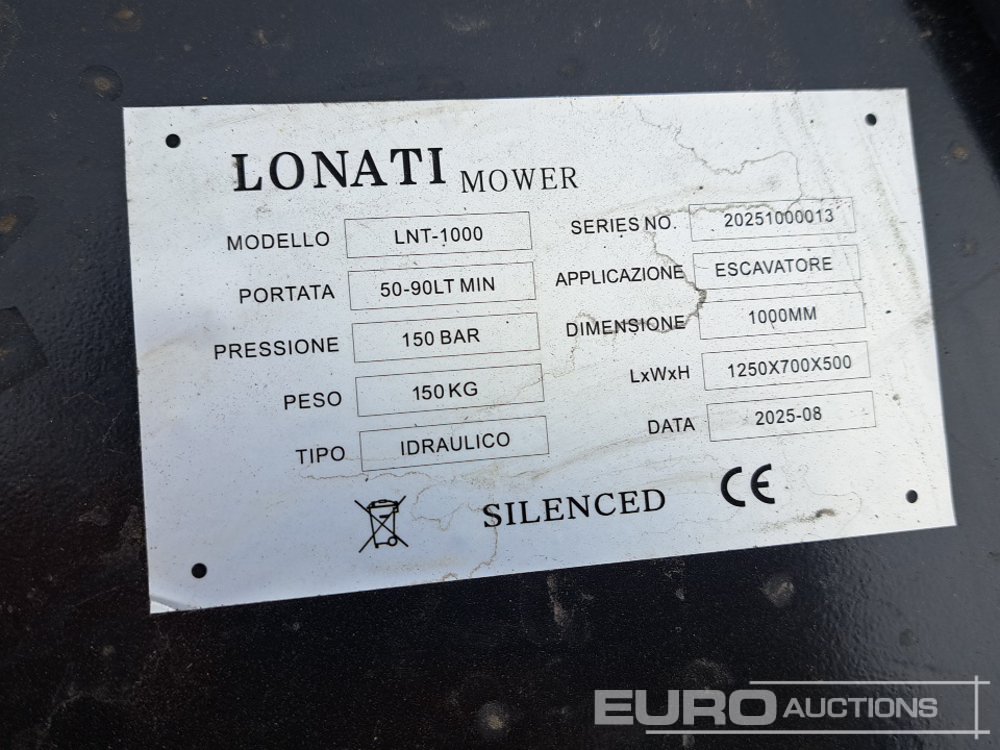 LONATI MOWER
MODELLO LNT-1000
PORTATA 50-90LT MIN
PRESSIONE 150 BAR
PESO 150 KG
TIPO IDRAULICO
SERIES NO. 20251000013
APPLICAZIONE ESCAVATORE
DIMENSIONE 1000MM
LxWxH 1250X700X500
DATA 2025-08
SILENCED CE
EURO AUCTIONS